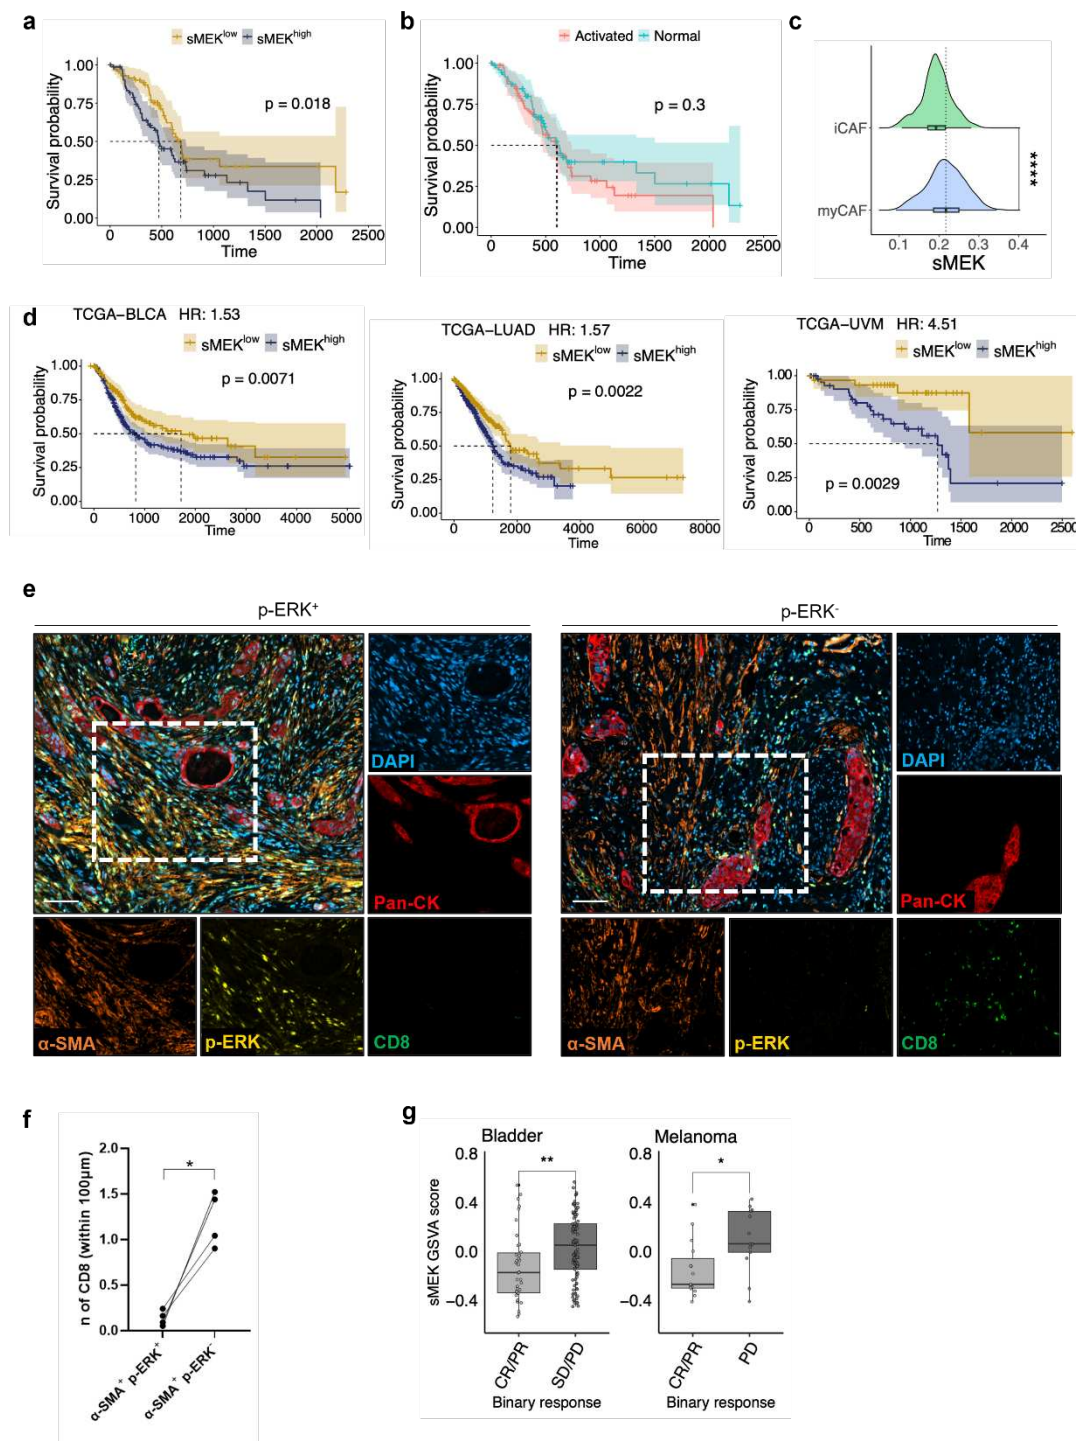 a
sMEKlow sMEKhigh
Survival probability
1.00
0.75
0.50
0.25
0.00
p = 0.018
0 500 1000 1500 2000 2500
Time
b
Activated Normal
Survival probability
1.00
0.75
0.50
0.25
0.00
p = 0.3
0 500 1000 1500 2000 2500
Time
c
iCAF
myCAF
****
0.1 0.2 0.3 0.4
sMEK
d
TCGA-BLCA HR: 1.53
sMEKlow sMEKhigh
Survival probability
1.00
0.75
0.50
0.25
0.00
p = 0.0071
0 1000 2000 3000 4000 5000
Time
TCGA-LUAD HR: 1.57
sMEKlow sMEKhigh
Survival probability
1.00
0.75
0.50
0.25
0.00
p = 0.0022
0 2000 4000 6000 8000
Time
TCGA-UVM HR: 4.51
sMEKlow sMEKhigh
Survival probability
1.00
0.75
0.50
0.25
0.00
p = 0.0029
0 500 1000 1500 2000 2500
Time
e
p-ERK+
DAPI
Pan-CK
α-SMA
p-ERK
CD8
p-ERK-
DAPI
Pan-CK
α-SMA
p-ERK
CD8
f
n of CD8 (within 100μm)
2.0
1.5
1.0
0.5
0.0
*
α-SMA+ p-ERK+
α-SMA+ p-ERK-
g
Bladder
sMEK GSVA score
0.8
0.4
0.0
−0.4
**
CR/PR
SD/PD
Binary response
Melanoma
0.8
0.4
0.0
−0.4
*
CR/PR
PD
Binary response